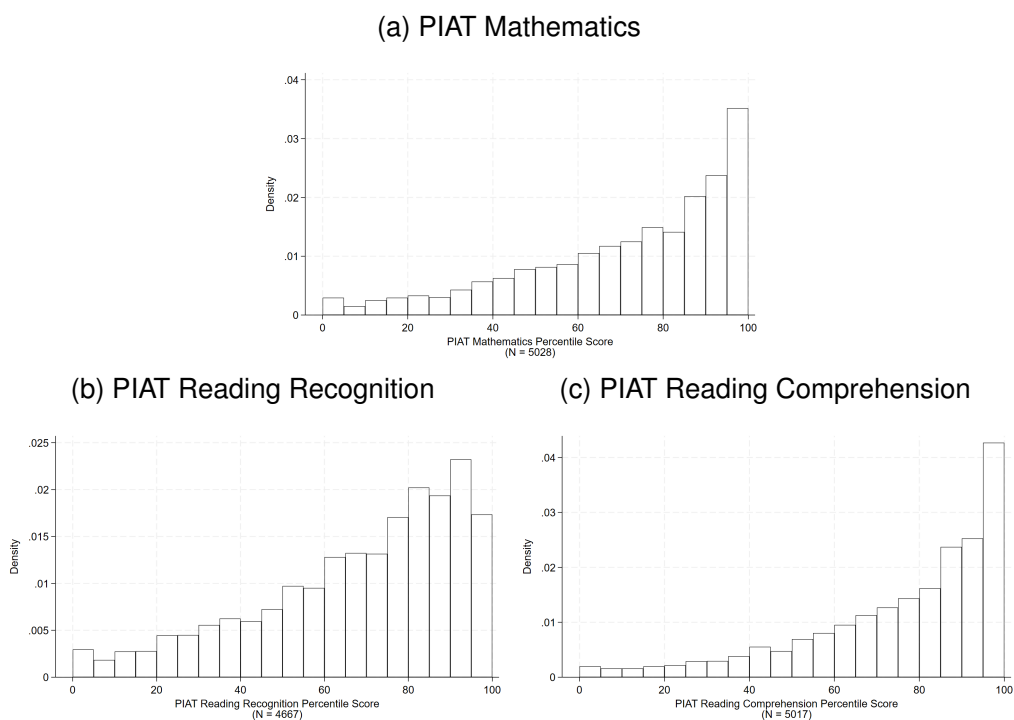 (a) PIAT Mathematics
.04
.03
.02
.01
0
Density
0 20 40 60 80 100
PIAT Mathematics Percentile Score
(N = 5028)
(b) PIAT Reading Recognition
.025
.02
.015
.01
.005
0
Density
0 20 40 60 80 100
PIAT Reading Recognition Percentile Score
(N = 4667)
(c) PIAT Reading Comprehension
.04
.03
.02
.01
0
Density
0 20 40 60 80 100
PIAT Reading Comprehension Percentile Score
(N = 5017)